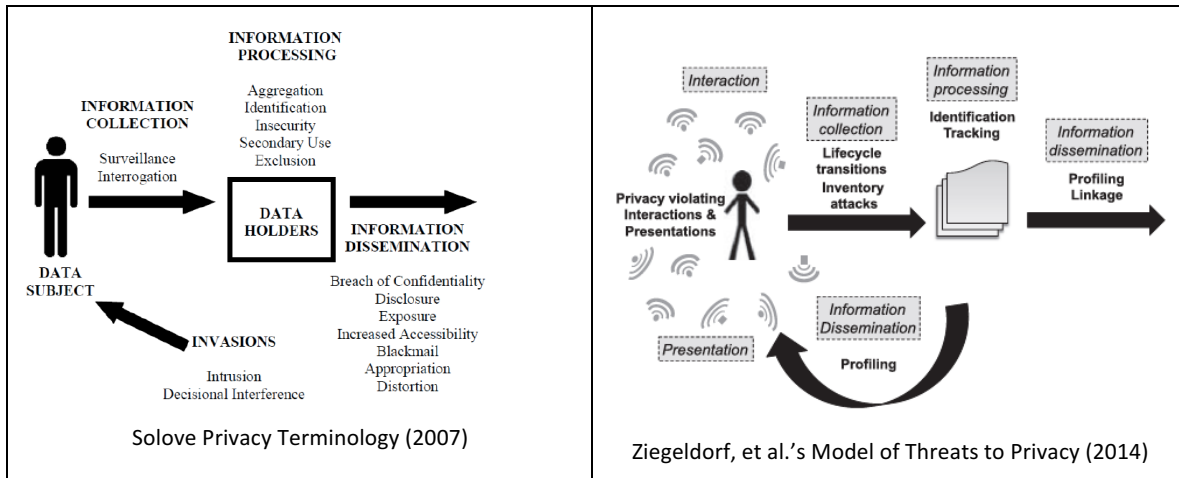 INFORMATION
PROCESSING
Aggregation
Identification
Insecurity
Secondary Use
Exclusion
INFORMATION
COLLECTION
Surveillance
Interrogation
DATA
HOLDERS
INFORMATION
DISSEMINATION
Breach of Confidentiality
Disclosure
Exposure
Increased Accessibility
Blackmail
Appropriation
Distortion
DATA
SUBJECT
INVASIONS
Intrusion
Decisional Interference
Solove Privacy Terminology (2007)
Interaction
Privacy violating
Interactions &
Presentations
Presentation
Information
collection
Lifecycle
transitions
Inventory
attacks
Information
processing
Identification
Tracking
Information
dissemination
Profiling
Linkage
Information
Dissemination
Profiling
Ziegeldorf, et al.’s Model of Threats to Privacy (2014)